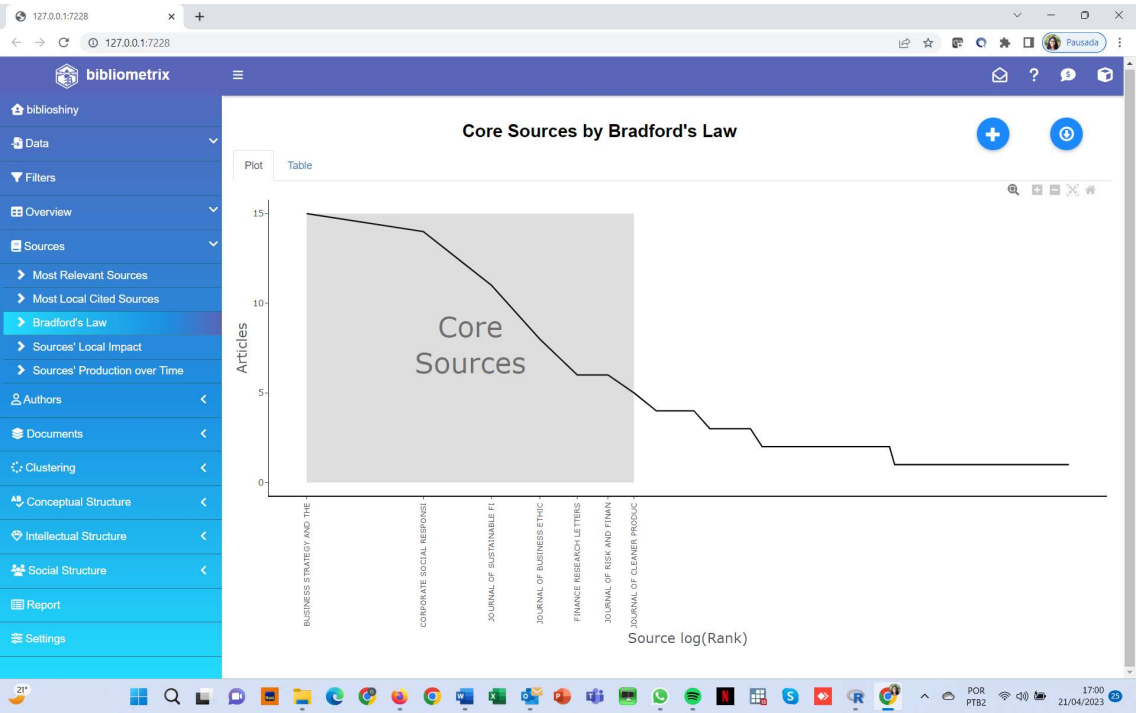 127.0.0.1:7228
127.0.0.1:7228
Pausada
bibliometrix
biblioshiny
Data
Filters
Overview
Sources
Most Relevant Sources
Most Local Cited Sources
Bradford's Law
Sources' Local Impact
Sources' Production over Time
Authors
Documents
Clustering
Conceptual Structure
Intellectual Structure
Social Structure
Report
Settings
Core Sources by Bradford's Law
Plot
Table
15
10
5
0
Articles
Core
Sources
BUSINESS STRATEGY AND THE
CORPORATE SOCIAL RESPONSI
JOURNAL OF SUSTAINABLE FI
JOURNAL OF BUSINESS ETHIC
FINANCE RESEARCH LETTERS
JOURNAL OF RISK AND FINAN
JOURNAL OF CLEANER PRODUC
Source log(Rank)
21°
POR
PTB2
17:00
21/04/2023
25